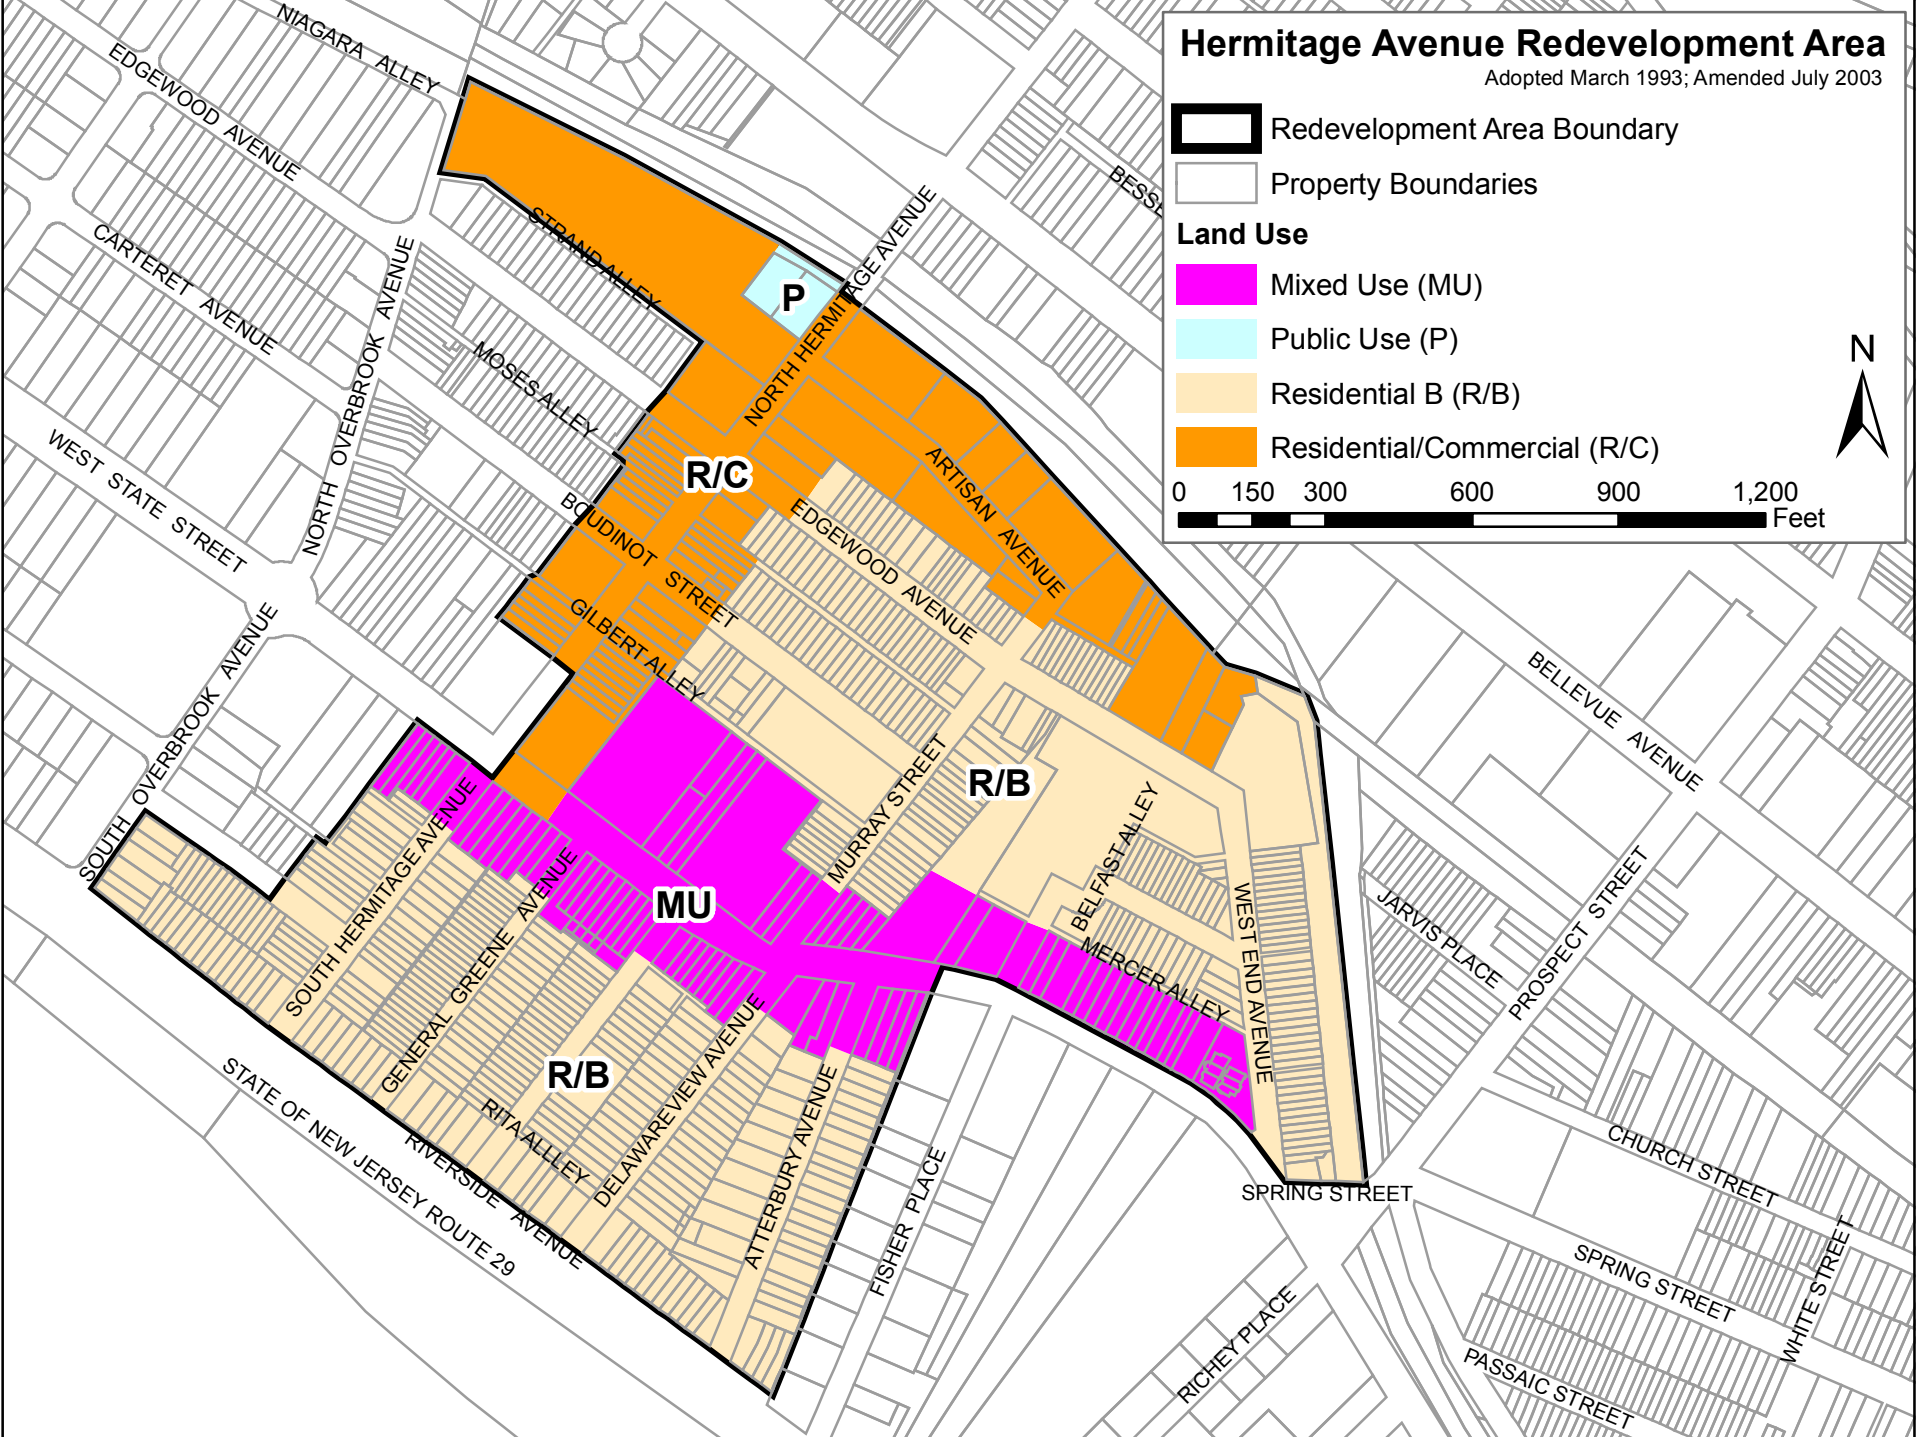 Hermitage Avenue Redevelopment Area
Adopted March 1993; Amended July 2003
Redevelopment Area Boundary
Property Boundaries
Land Use
Mixed Use (MU)
Public Use (P)
Residential B (R/B)
Residential/Commercial (R/C)
N
0 150 300 600 900 1,200
Feet
NIAGARA ALLEY
EDGEWOOD AVENUE
CARTERET AVENUE
WEST STATE STREET
NORTH OVERBROOK AVENUE
SOUTH OVERBROOK AVENUE
STRAND ALLEY
MOSES ALLEY
BOUDINOT STREET
GILBERT ALLEY
P
NORTH HERMITAGE AVENUE
R/C
ARTISAN AVENUE
EDGEWOOD AVENUE
BESSE
BELLEVUE AVENUE
MURRAY STREET
R/B
BELFAST ALLEY
MERCER ALLEY
WEST END AVENUE
JARVIS PLACE
PROSPECT STREET
MU
SOUTH HERMITAGE AVENUE
GENERAL GREENE AVENUE
R/B
RITA ALLLEY
DELAWAREVIEW AVENUE
ATTERBURY AVENUE
FISHER PLACE
STATE OF NEW JERSEY ROUTE 29
RIVERSIDE AVENUE
SPRING STREET
CHURCH STREET
SPRING STREET
WHITE STREET
PASSAIC STREET
RICHEY PLACE